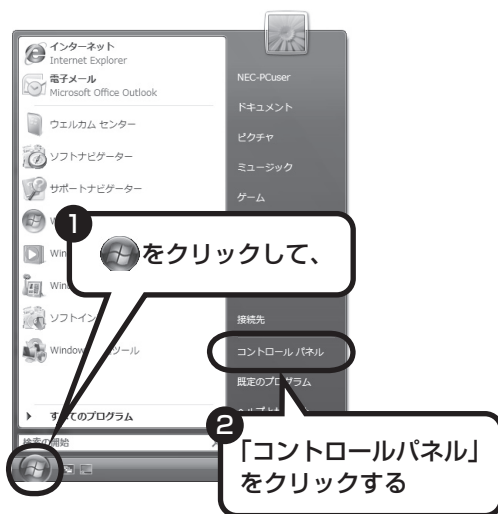 インターネット
Internet Explorer
電子メール
Microsoft Office Outlook
ウェルカム センター
ソフトナビゲーター
サポートナビゲーター
すべてのプログラム
検索の開始
NEC-PCuser
ドキュメント
ピクチャ
ミュージック
ゲーム
接続先
コントロール パネル
既定のプログラム
1
をクリックして、
2
「コントロールパネル」
をクリックする